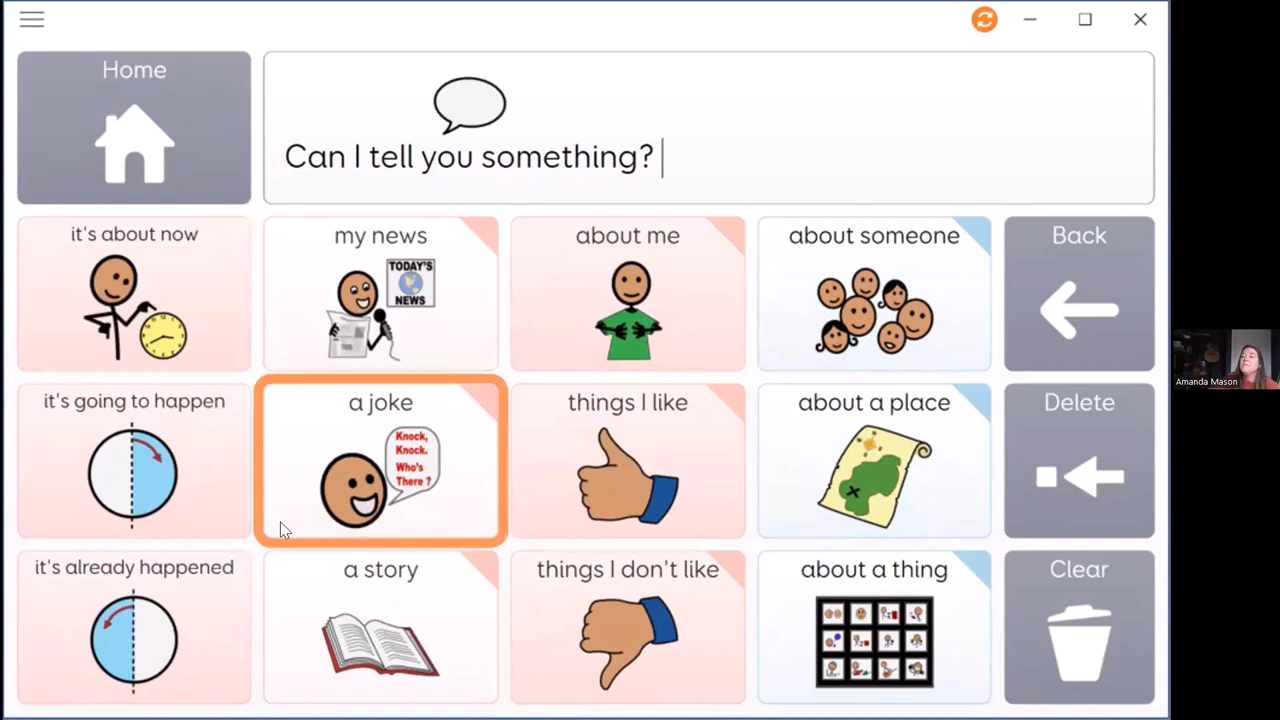 Home
Can I tell you something?
it's about now
my news
TODAY'S
NEWS
about me
about someone
Back
it's going to happen
a joke
Knock,
Knock.
Who's
There ?
things I like
about a place
Delete
it's already happened
a story
things I don't like
about a thing
Clear
Amanda Mason